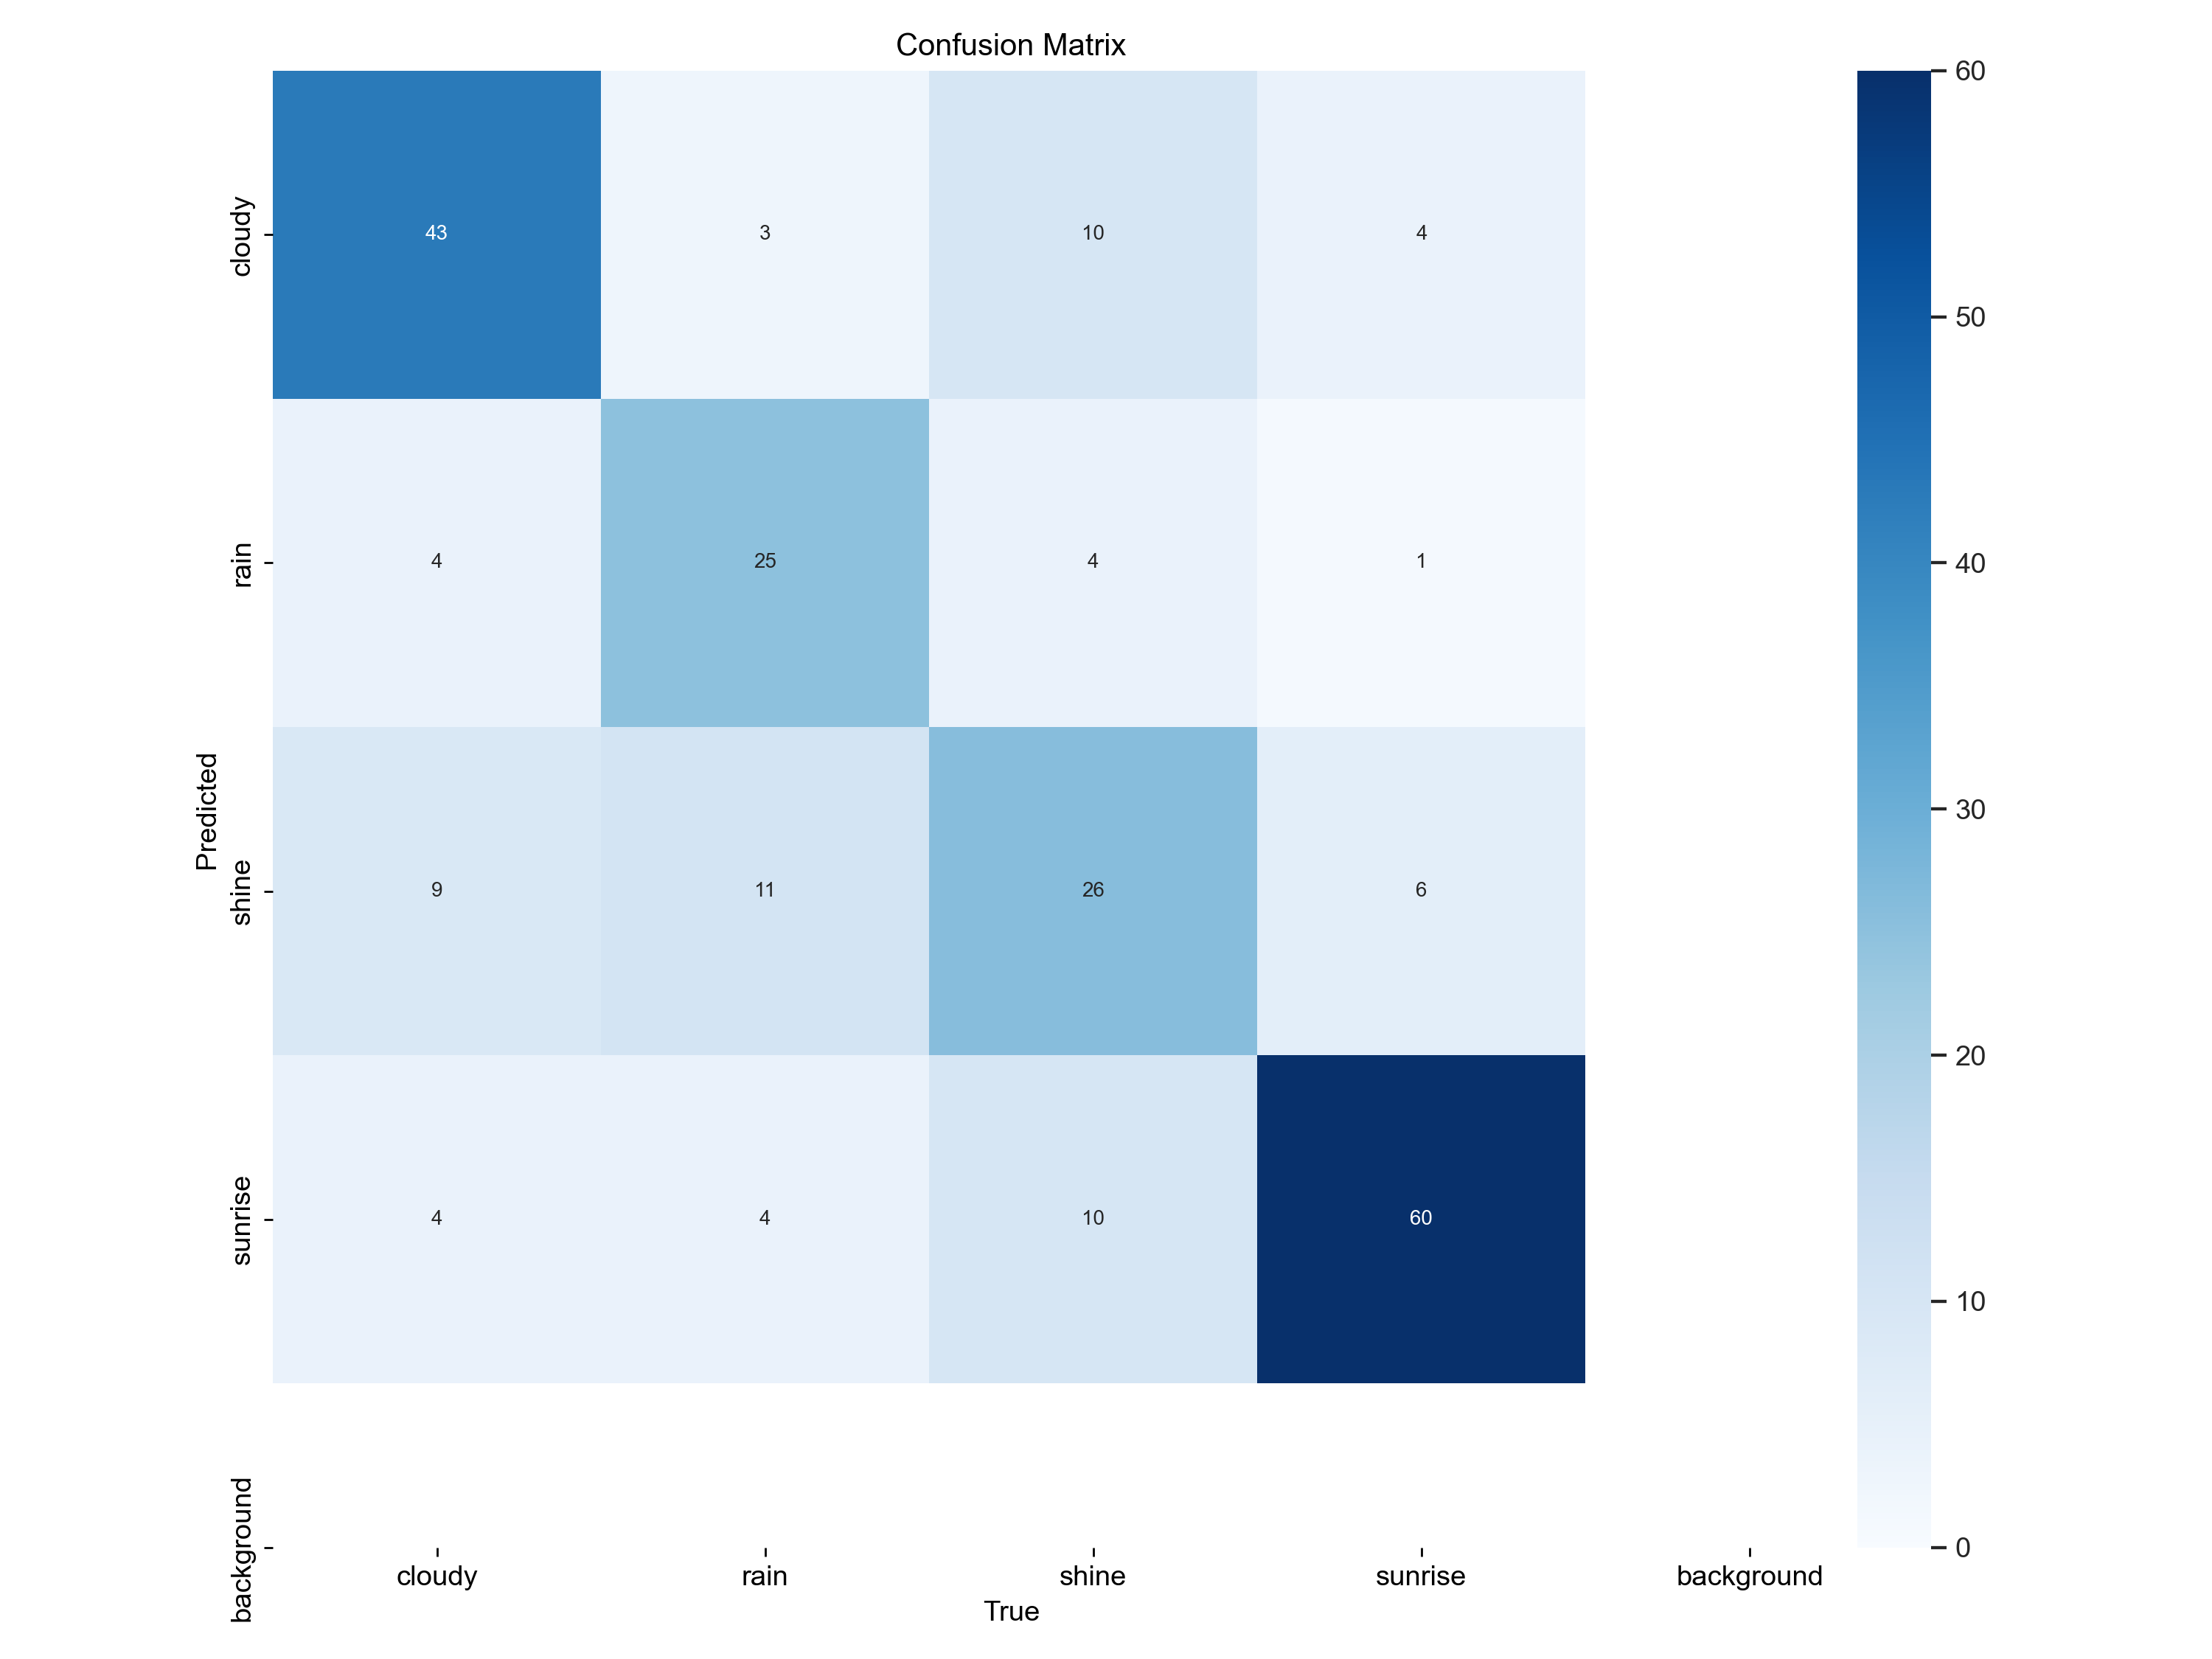 Confusion Matrix
cloudy 43 3 10 4
rain 4 25 4 1
shine 9 11 26 6
sunrise 4 4 10 60
background
Predicted
cloudy rain shine sunrise background
True
60
50
40
30
20
10
0